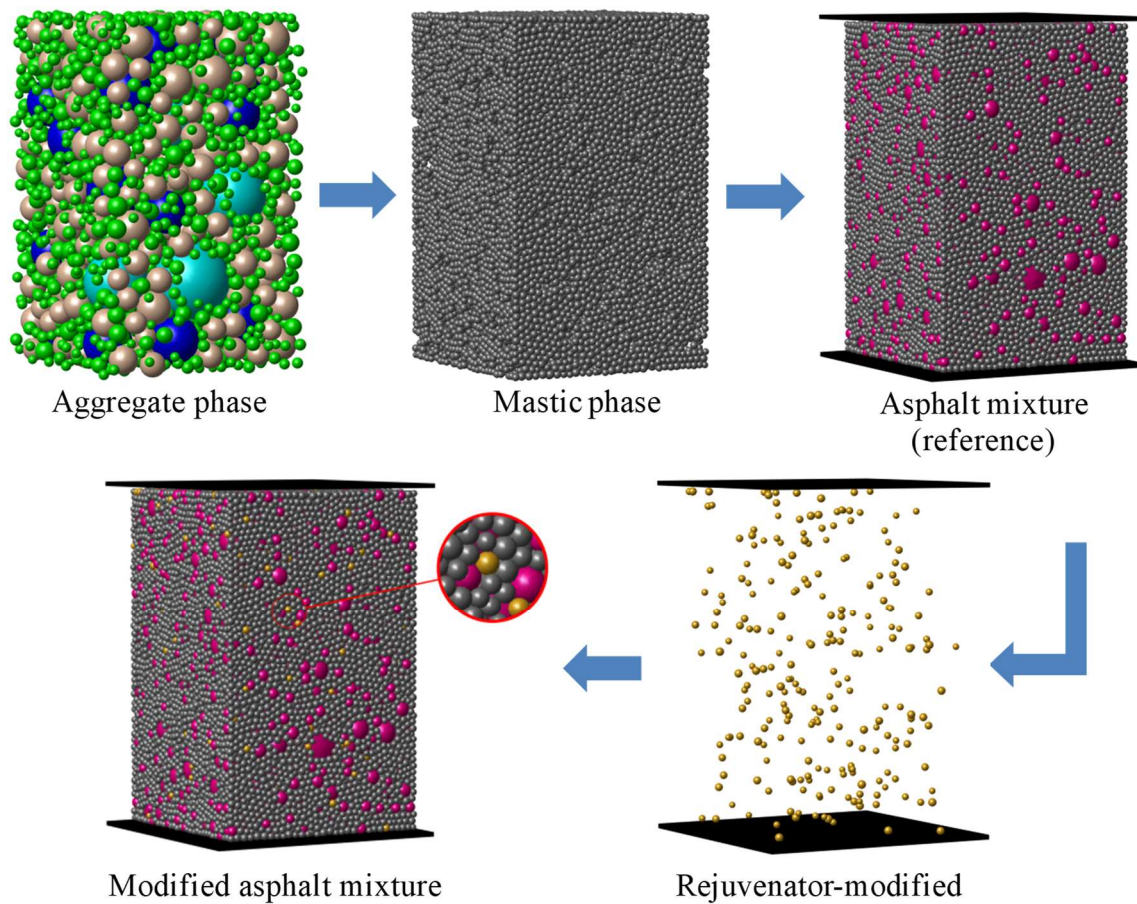 Aggregate phase
Mastic phase
Asphalt mixture
(reference)
Modified asphalt mixture
Rejuvenator-modified